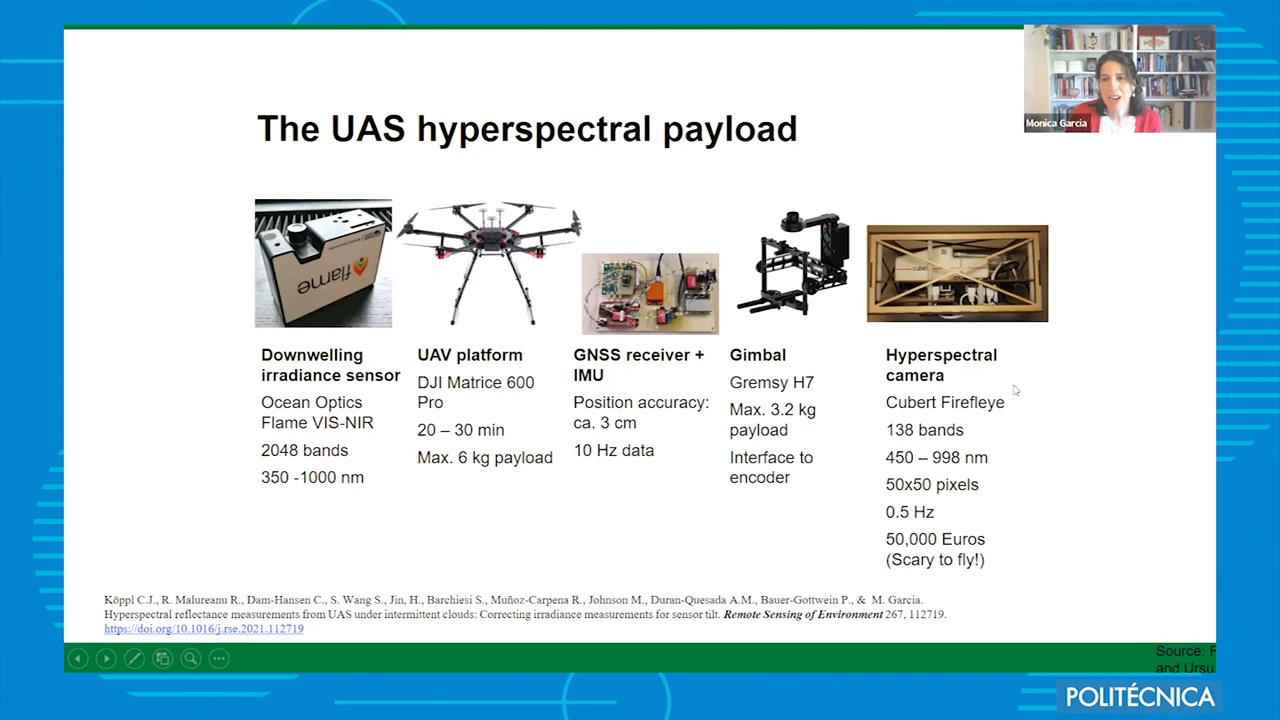 Monica Garcia
The UAS hyperspectral payload
flame
cubert
Downwelling
irradiance sensor
Ocean Optics
Flame VIS-NIR
2048 bands
350 -1000 nm
UAV platform
DJI Matrice 600
Pro
20 – 30 min
Max. 6 kg payload
GNSS receiver +
IMU
Position accuracy:
ca. 3 cm
10 Hz data
Gimbal
Gremsy H7
Max. 3.2 kg
payload
Interface to
encoder
Hyperspectral
camera
Cubert Firefleye
138 bands
450 – 998 nm
50x50 pixels
0.5 Hz
50,000 Euros
(Scary to fly!)
Köppl C.J., R. Malureanu R., Dam-Hansen C., S. Wang S., Jin, H., Barchiesi S., Muñoz-Carpena R., Johnson M., Duran-Quesada A.M., Bauer-Gottwein P., & M. Garcia.
Hyperspectral reflectance measurements from UAS under intermittent clouds: Correcting irradiance measurements for sensor tilt. Remote Sensing of Environment 267, 112719.
https://doi.org/10.1016/j.rse.2021.112719
Source:
and Ursu
POLITÉCNICA